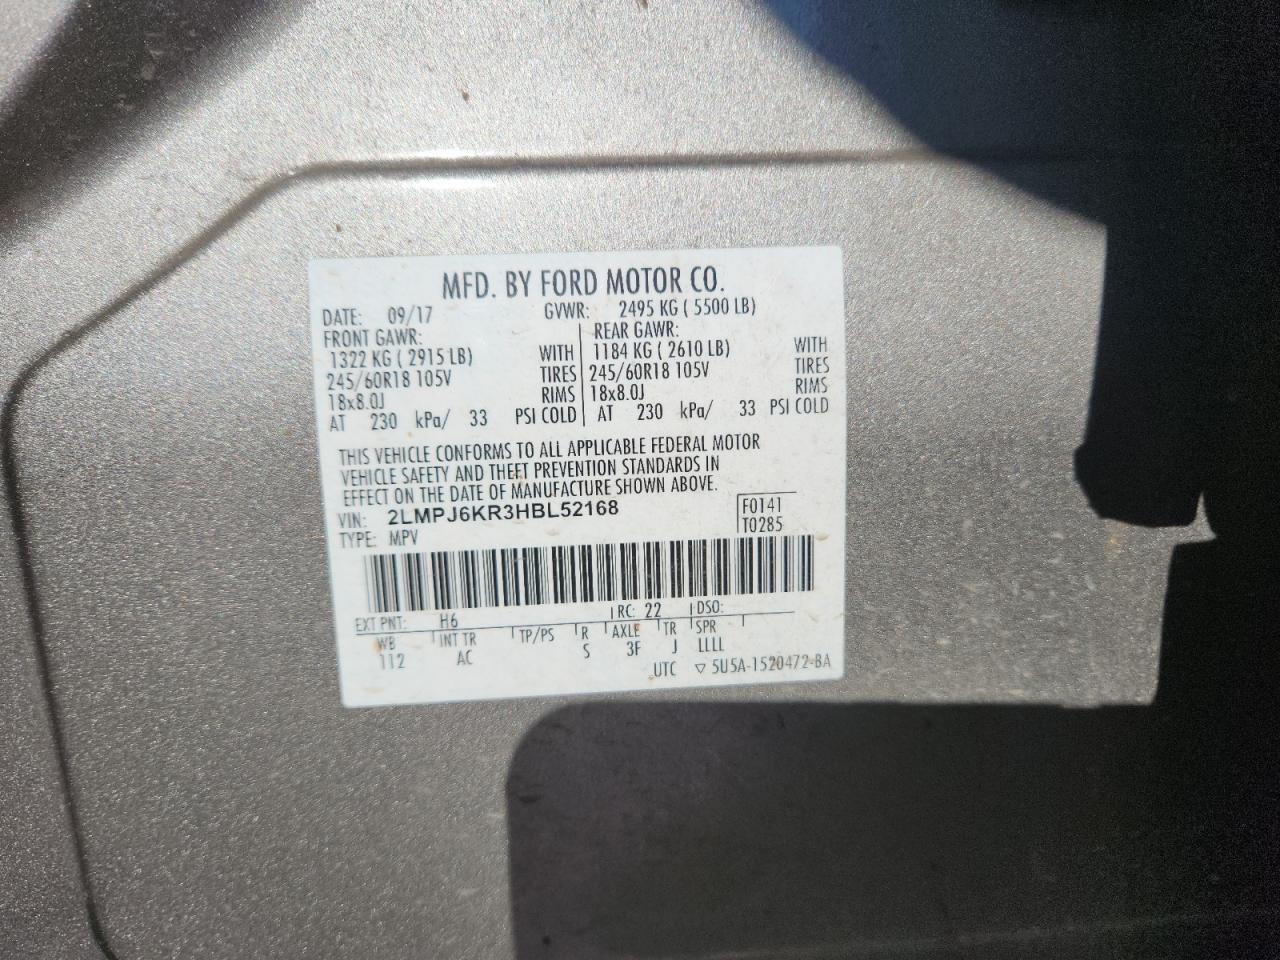 MFD. BY FORD MOTOR CO.
DATE: 09/17 GVWR: 2495 KG ( 5500 LB)
FRONT GAWR: REAR GAWR:
1322 KG ( 2915 LB) WITH 1184 KG ( 2610 LB) WITH
245/60R18 105V TIRES 245/60R18 105V TIRES
18x8.0J RIMS 18x8.0J RIMS
AT 230 kPa/ 33 PSI COLD AT 230 kPa/ 33 PSI COLD
THIS VEHICLE CONFORMS TO ALL APPLICABLE FEDERAL MOTOR
VEHICLE SAFETY AND THEFT PREVENTION STANDARDS IN
EFFECT ON THE DATE OF MANUFACTURE SHOWN ABOVE.
VIN: 2LMPJ6KR3HBL52168 F0141
TYPE: MPV T0285
EXT PNT: H6 RC: 22 DSO:
WB INT TR TP/PS R AXLE TR SPR
112 AC S 3F J LLLL
UTC ▽ 5U5A-1520472-BA